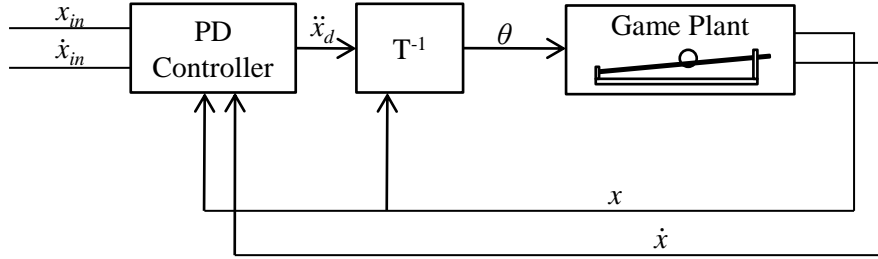 x_in
ẋ_in
PD
Controller
ẍ_d
T⁻¹
θ
Game Plant
x
ẋ